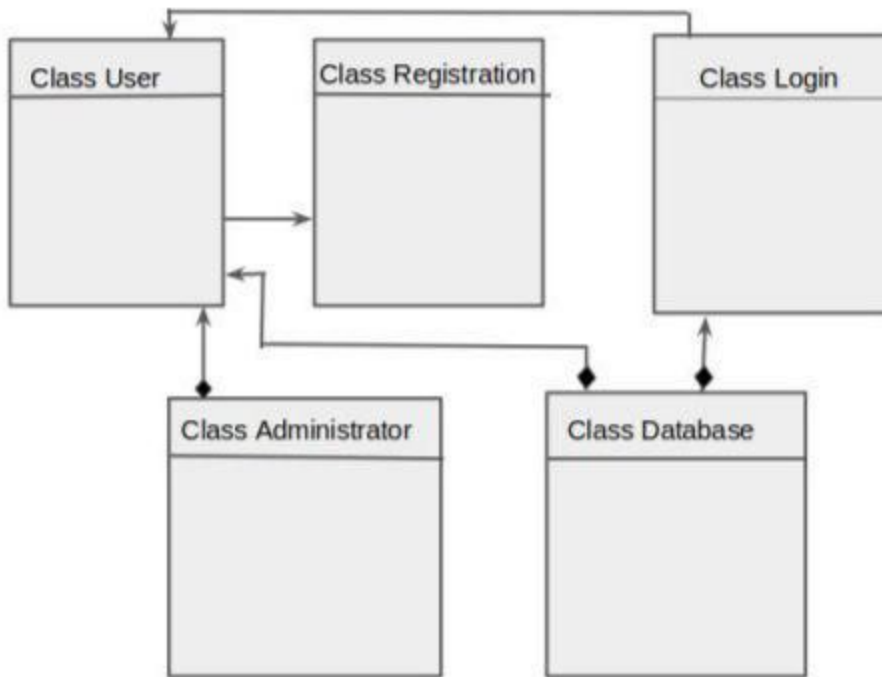 Class User
Class Registration
Class Login
Class Administrator
Class Database